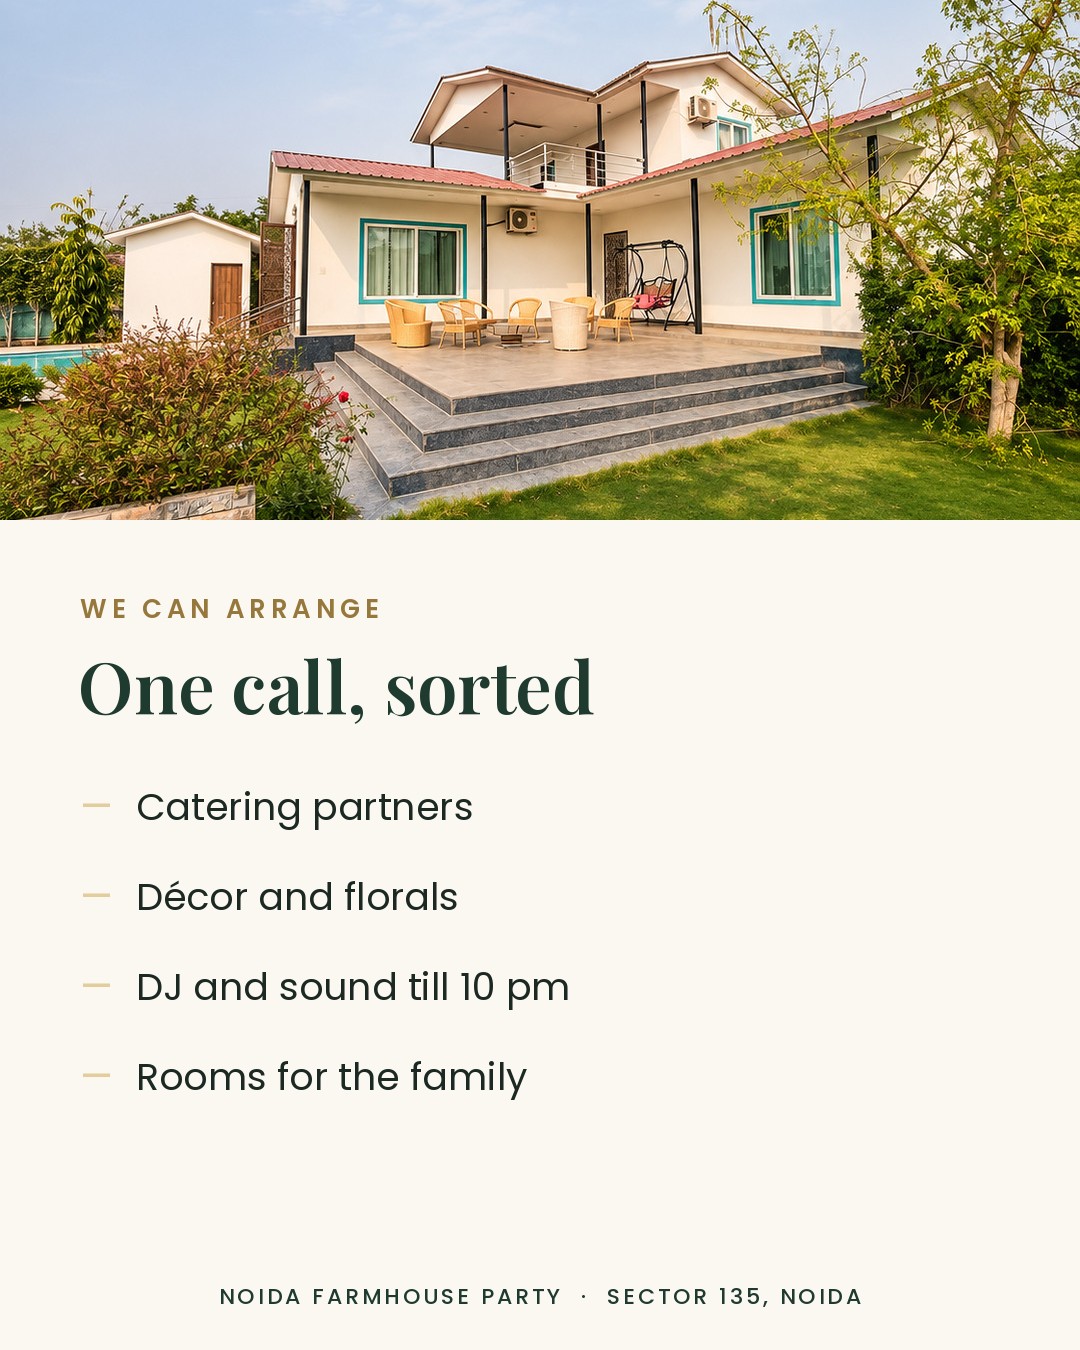 WE CAN ARRANGE
One call, sorted
— Catering partners
— Décor and florals
— DJ and sound till 10 pm
— Rooms for the family
NOIDA FARMHOUSE PARTY · SECTOR 135, NOIDA